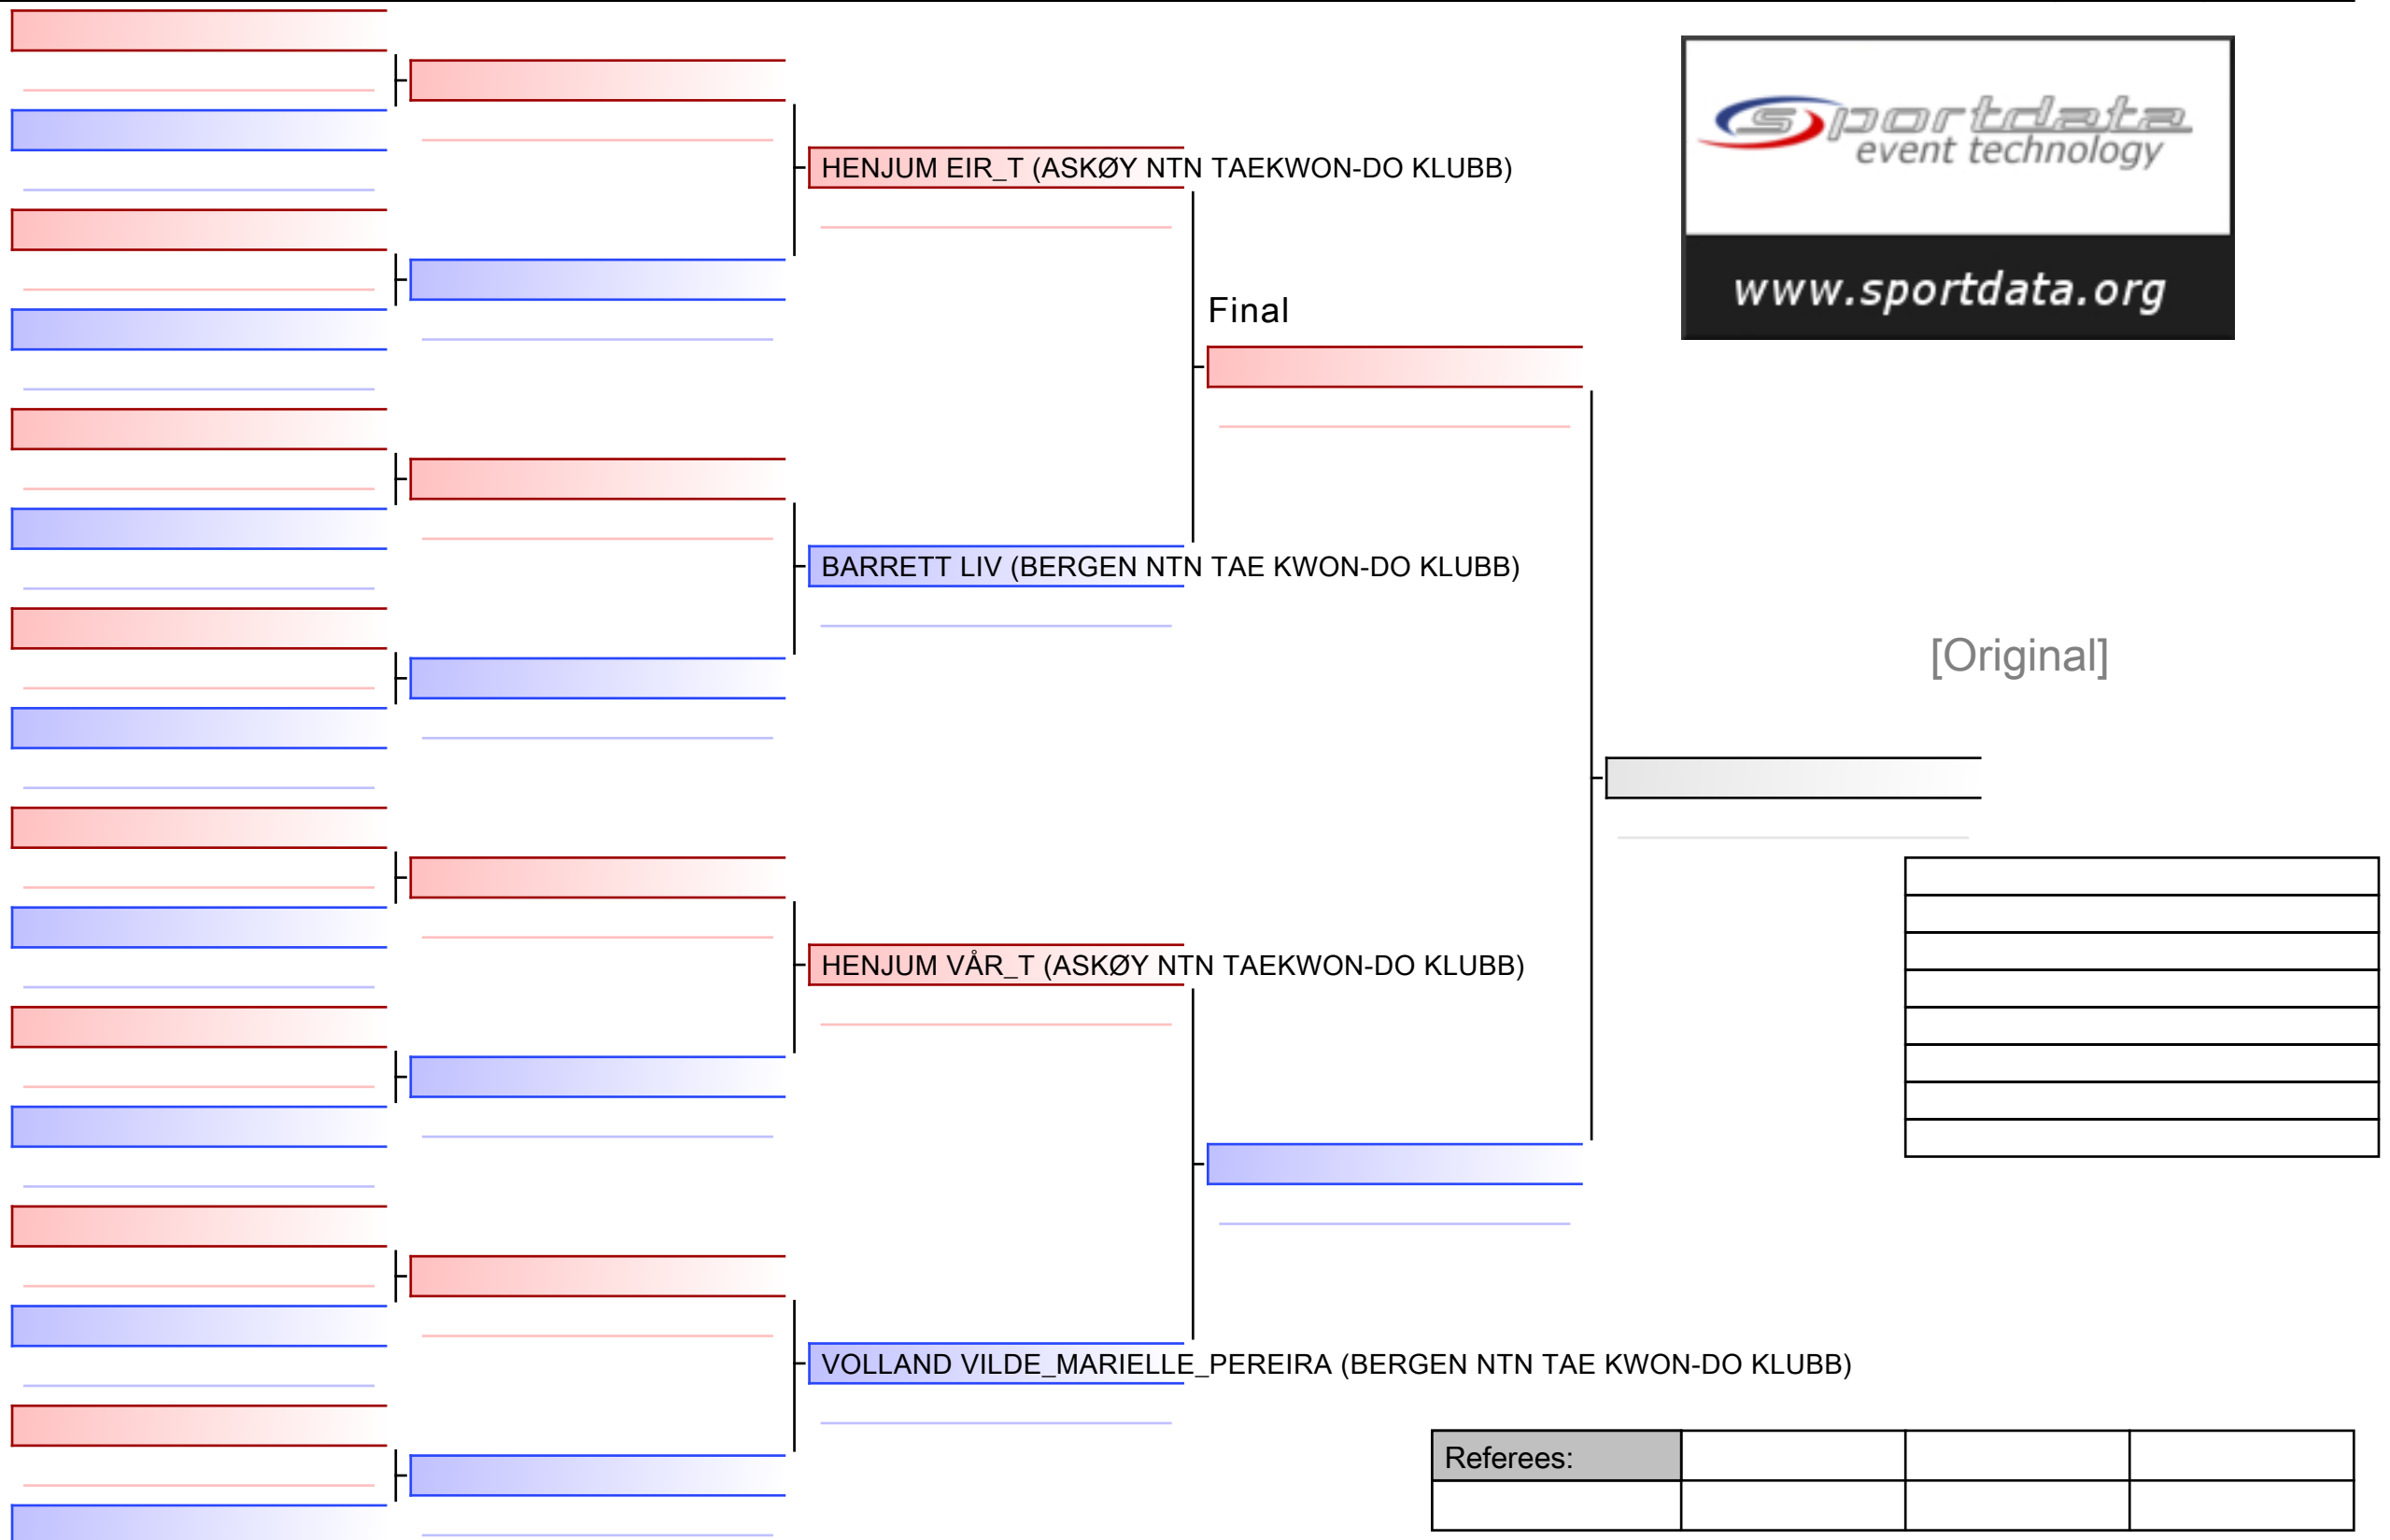 sportdata
event technology
www.sportdata.org
HENJUM EIR_T (ASKØY NTN TAEKWON-DO KLUBB)
Final
BARRETT LIV (BERGEN NTN TAE KWON-DO KLUBB)
[Original]
HENJUM VÅR_T (ASKØY NTN TAEKWON-DO KLUBB)
VOLLAND VILDE_MARIELLE_PEREIRA (BERGEN NTN TAE KWON-DO KLUBB)
Referees: